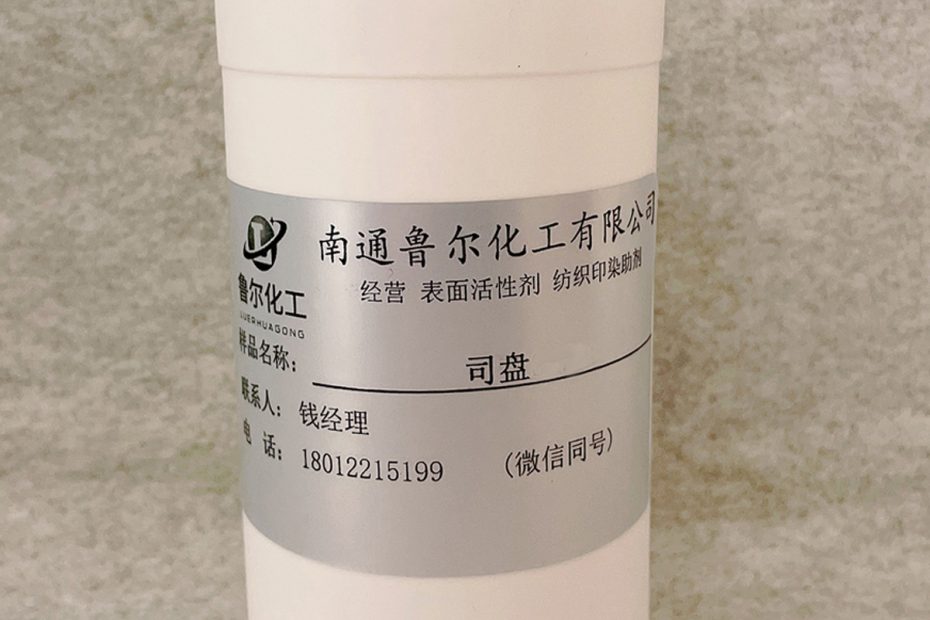 南通鲁尔化工有限公司
经营 表面活性剂 纺织印染助剂
鲁尔化工
LUERHUAGONG
样品名称： 司盘
联系人： 钱经理
电 话： 18012215199 （微信同号）